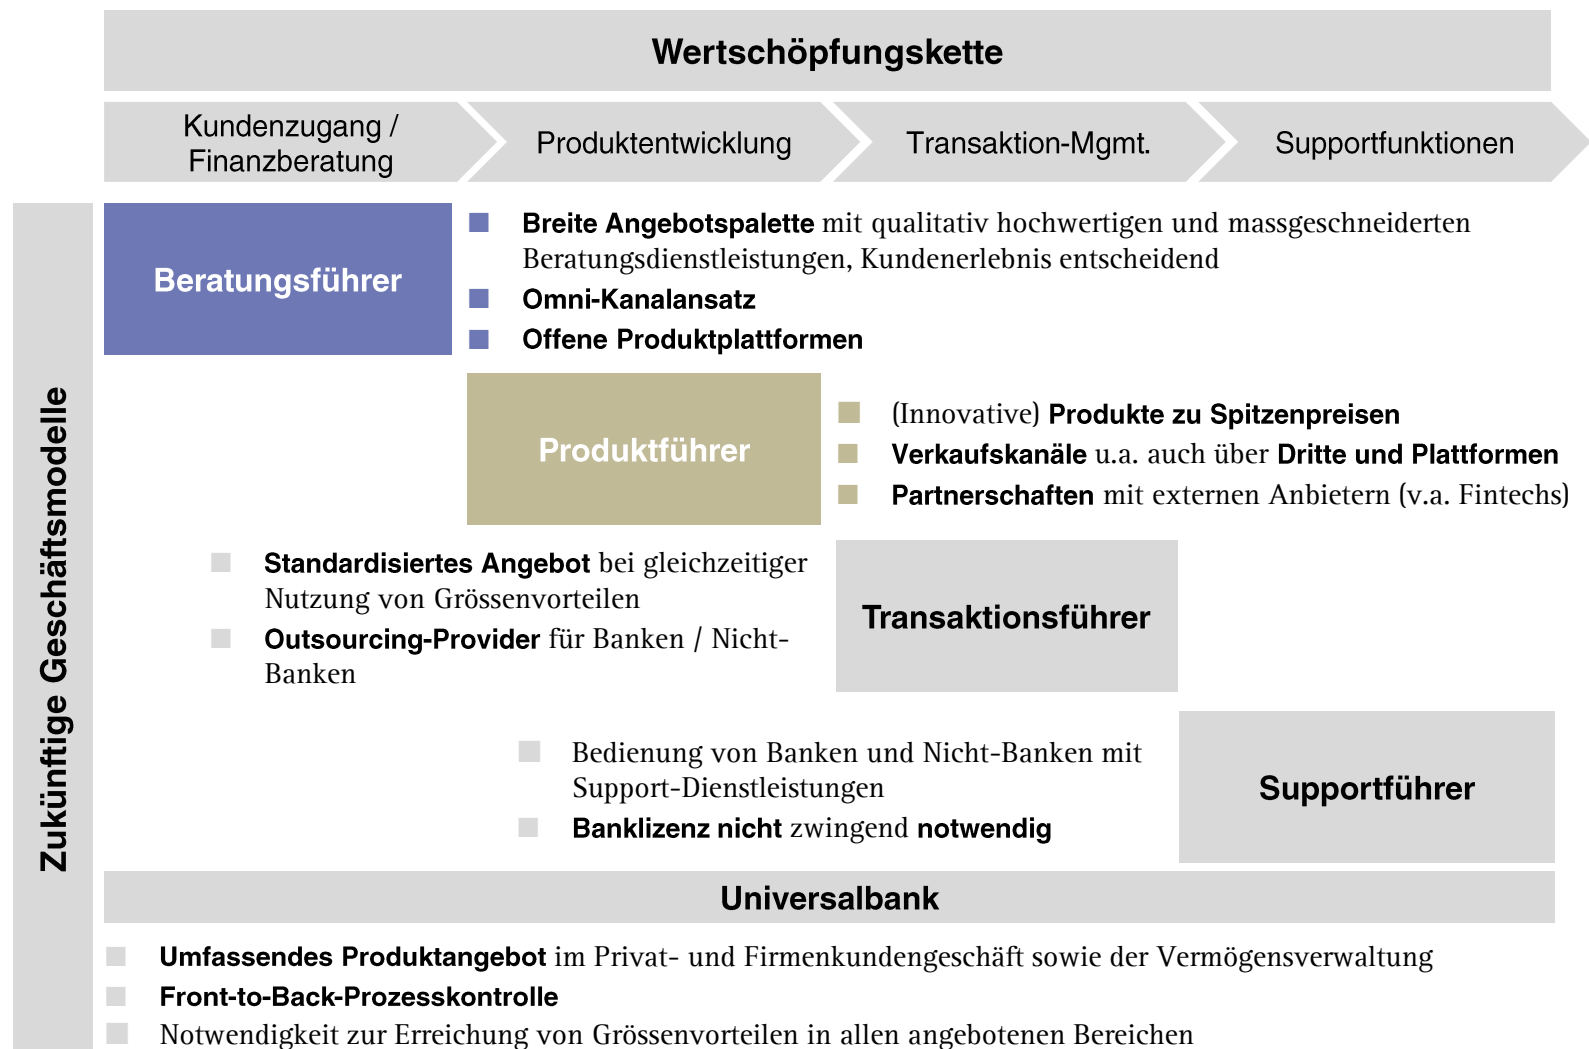 Wertschöpfungskette
Kundenzugang /
Finanzberatung
Produktentwicklung
Transaktion-Mgmt.
Supportfunktionen
Zukünftige Geschäftsmodelle
Beratungsführer
Breite Angebotspalette mit qualitativ hochwertigen und massgeschneiderten
Beratungsdienstleistungen, Kundenerlebnis entscheidend
Omni-Kanalansatz
Offene Produktplattformen
Produktführer
(Innovative) Produkte zu Spitzenpreisen
Verkaufskanäle u.a. auch über Dritte und Plattformen
Partnerschaften mit externen Anbietern (v.a. Fintechs)
Standardisiertes Angebot bei gleichzeitiger
Nutzung von Grössenvorteilen
Outsourcing-Provider für Banken / Nicht-
Banken
Transaktionsführer
Bedienung von Banken und Nicht-Banken mit
Support-Dienstleistungen
Banklizenz nicht zwingend notwendig
Supportführer
Universalbank
Umfassendes Produktangebot im Privat- und Firmenkundengeschäft sowie der Vermögensverwaltung
Front-to-Back-Prozesskontrolle
Notwendigkeit zur Erreichung von Grössenvorteilen in allen angebotenen Bereichen